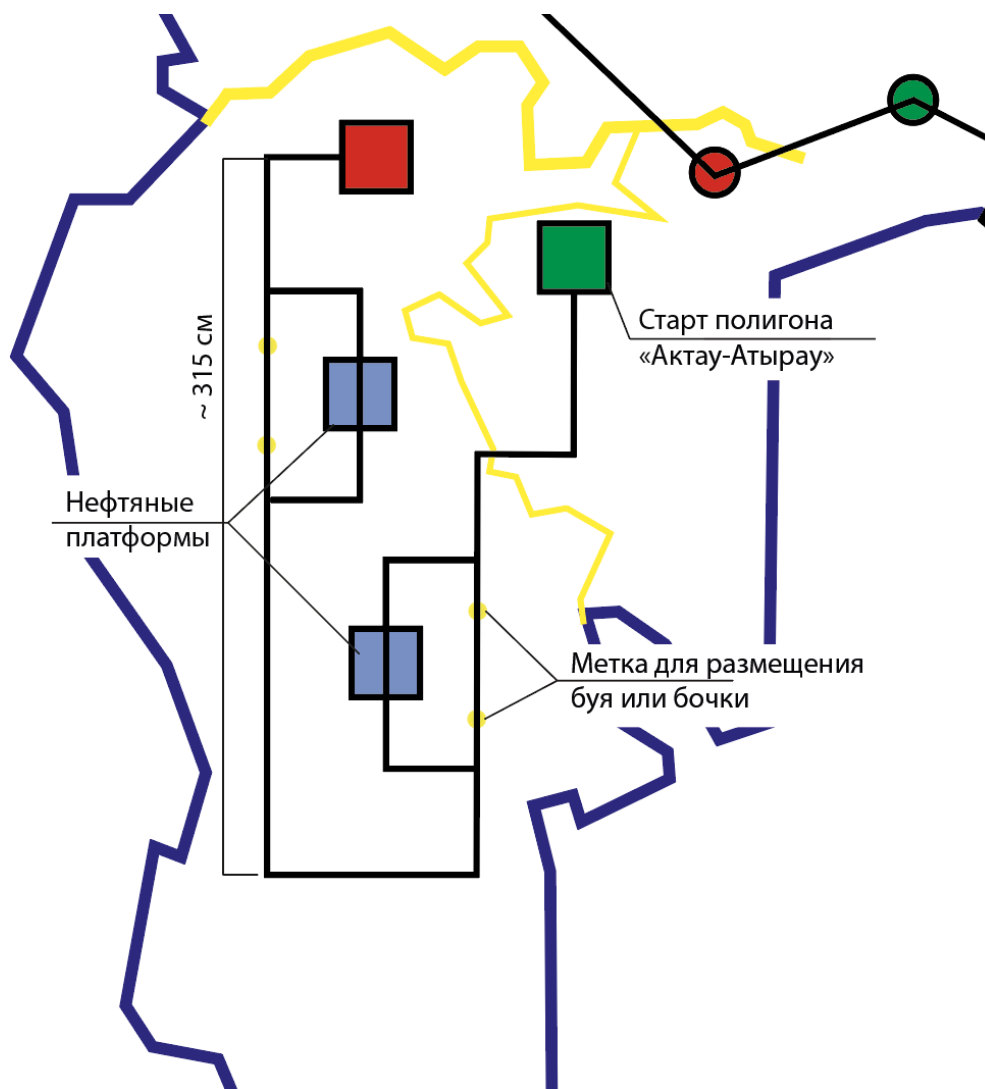 ~ 315 см
Старт полигона
«Актау-Атырау»
Нефтяные
платформы
Метка для размещения
буя или бочки